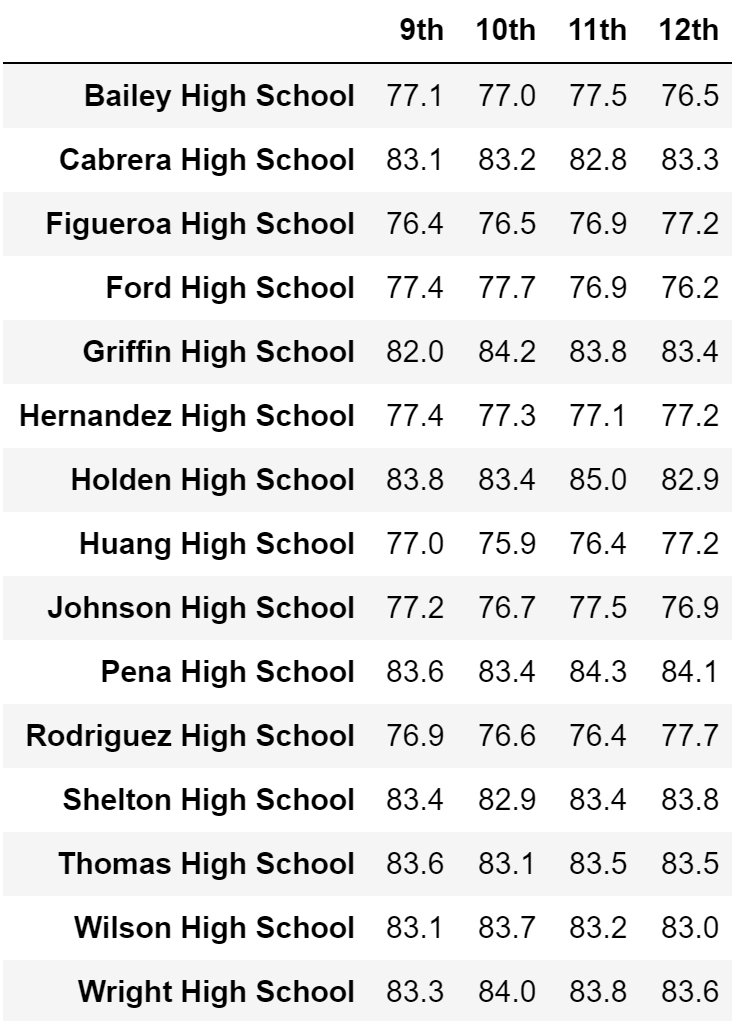 9th 10th 11th 12th
Bailey High School 77.1 77.0 77.5 76.5
Cabrera High School 83.1 83.2 82.8 83.3
Figueroa High School 76.4 76.5 76.9 77.2
Ford High School 77.4 77.7 76.9 76.2
Griffin High School 82.0 84.2 83.8 83.4
Hernandez High School 77.4 77.3 77.1 77.2
Holden High School 83.8 83.4 85.0 82.9
Huang High School 77.0 75.9 76.4 77.2
Johnson High School 77.2 76.7 77.5 76.9
Pena High School 83.6 83.4 84.3 84.1
Rodriguez High School 76.9 76.6 76.4 77.7
Shelton High School 83.4 82.9 83.4 83.8
Thomas High School 83.6 83.1 83.5 83.5
Wilson High School 83.1 83.7 83.2 83.0
Wright High School 83.3 84.0 83.8 83.6